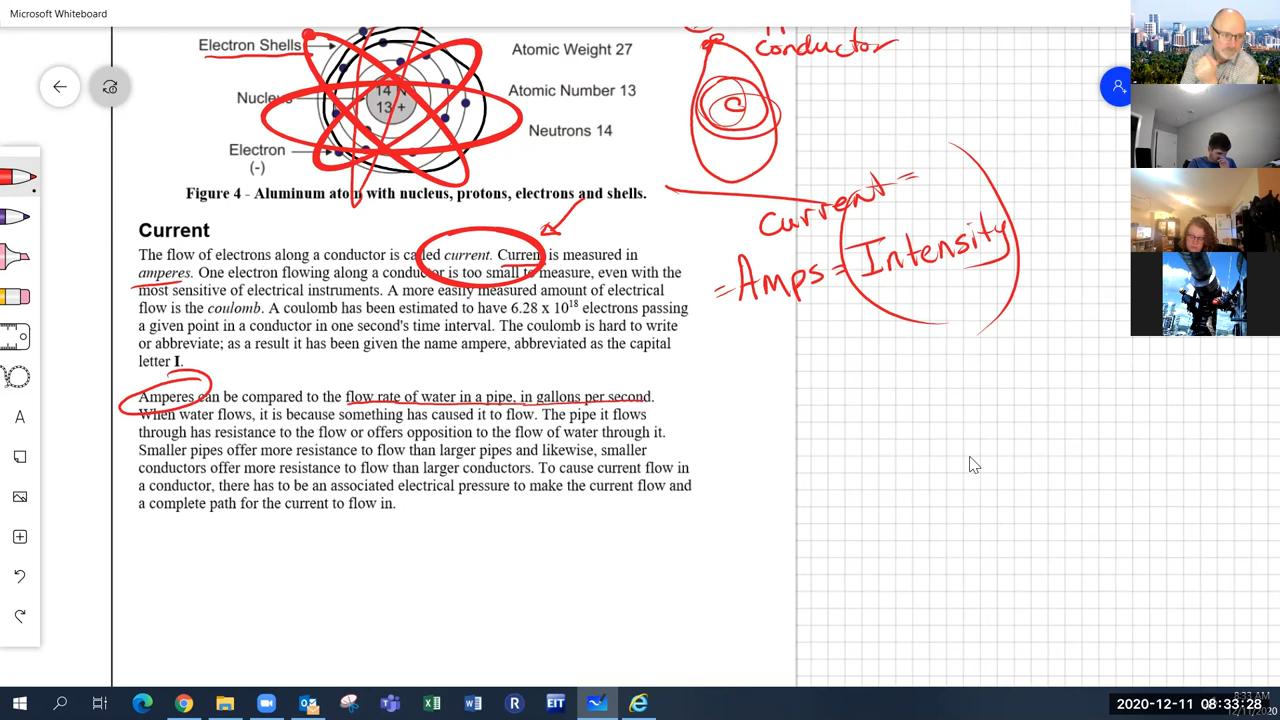 Microsoft Whiteboard
conductor
Electron Shells
Atomic Weight 27
Atomic Number 13
14 N
13 +
Neutrons 14
Electron
(-)
Figure 4 - Aluminum atom with nucleus, protons, electrons and shells.
Current =
= Amps = Intensity
Current
The flow of electrons along a conductor is called current. Current is measured in
amperes. One electron flowing along a conductor is too small to measure, even with the
most sensitive of electrical instruments. A more easily measured amount of electrical
flow is the coulomb. A coulomb has been estimated to have 6.28 x 10¹⁸ electrons passing
a given point in a conductor in one second's time interval. The coulomb is hard to write
or abbreviate; as a result it has been given the name ampere, abbreviated as the capital
letter I.
Amperes can be compared to the flow rate of water in a pipe, in gallons per second.
When water flows, it is because something has caused it to flow. The pipe it flows
through has resistance to the flow or offers opposition to the flow of water through it.
Smaller pipes offer more resistance to flow than larger pipes and likewise, smaller
conductors offer more resistance to flow than larger conductors. To cause current flow in
a conductor, there has to be an associated electrical pressure to make the current flow and
a complete path for the current to flow in.
A
R
EIT
8:33 AM
2020-12-11 08:33:28